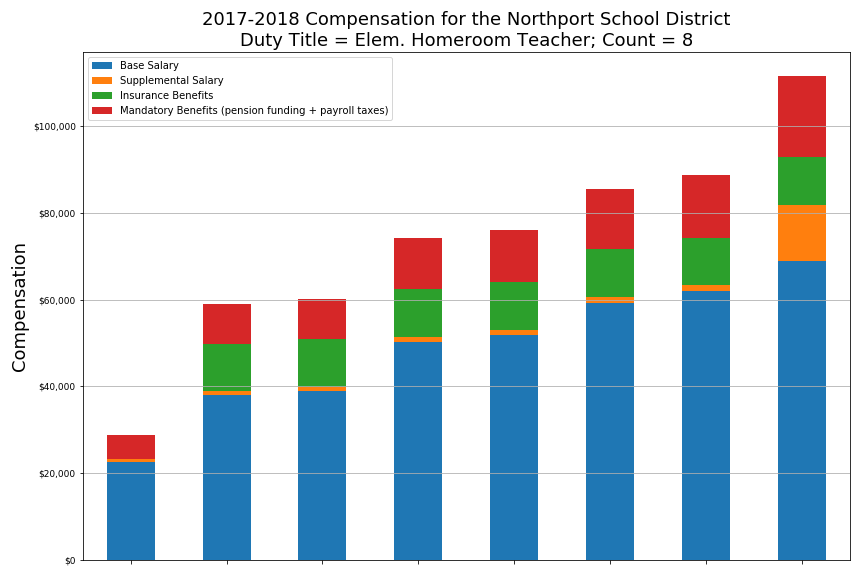 2017-2018 Compensation for the Northport School District
Duty Title = Elem. Homeroom Teacher; Count = 8
Base Salary
Supplemental Salary
Insurance Benefits
Mandatory Benefits (pension funding + payroll taxes)
$100,000
$80,000
$60,000
$40,000
$20,000
$0
Compensation